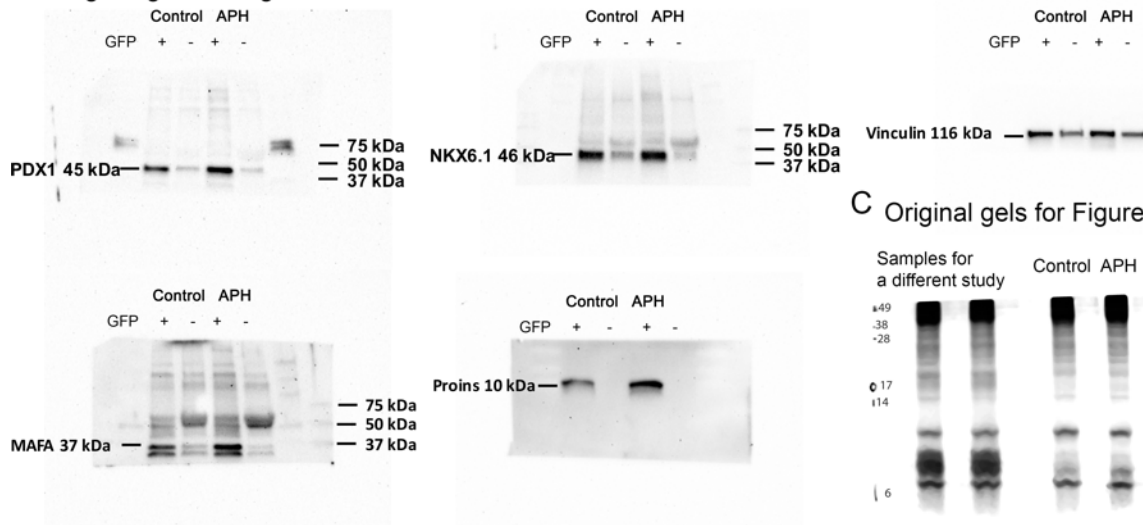 Control APH
GFP + - + -
75 kDa
PDX1 45 kDa
50 kDa
37 kDa
Control APH
GFP + - + -
75 kDa
NKX6.1 46 kDa
50 kDa
37 kDa
Control APH
GFP + - + -
Vinculin 116 kDa
Control APH
GFP + - + -
75 kDa
50 kDa
MAFA 37 kDa
37 kDa
Control APH
GFP + - + -
Proins 10 kDa
C Original gels for Figure
Samples for
a different study
Control APH
49
38
28
17
14
6